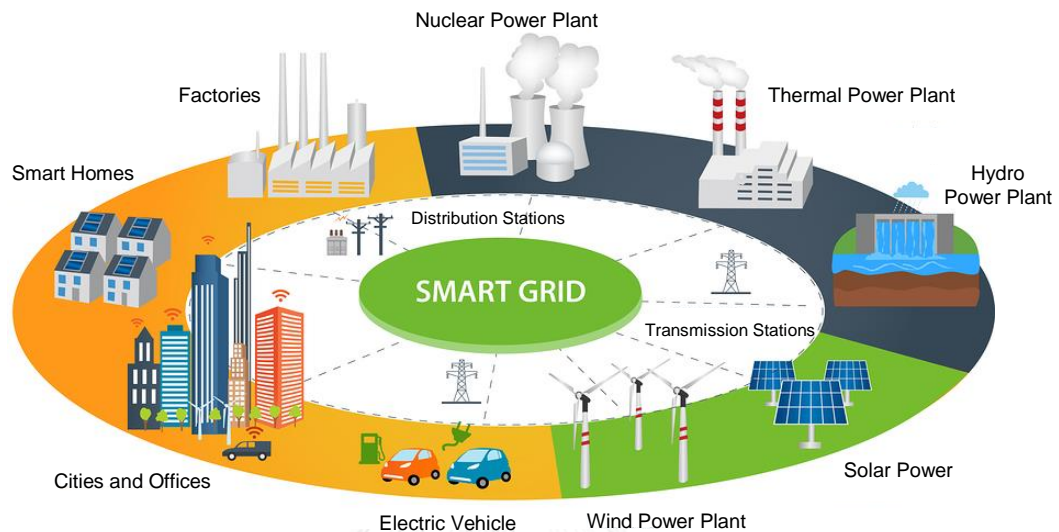 Nuclear Power Plant
Factories
Thermal Power Plant
Smart Homes
Hydro
Power Plant
Distribution Stations
SMART GRID
Transmission Stations
Solar Power
Cities and Offices
Electric Vehicle
Wind Power Plant